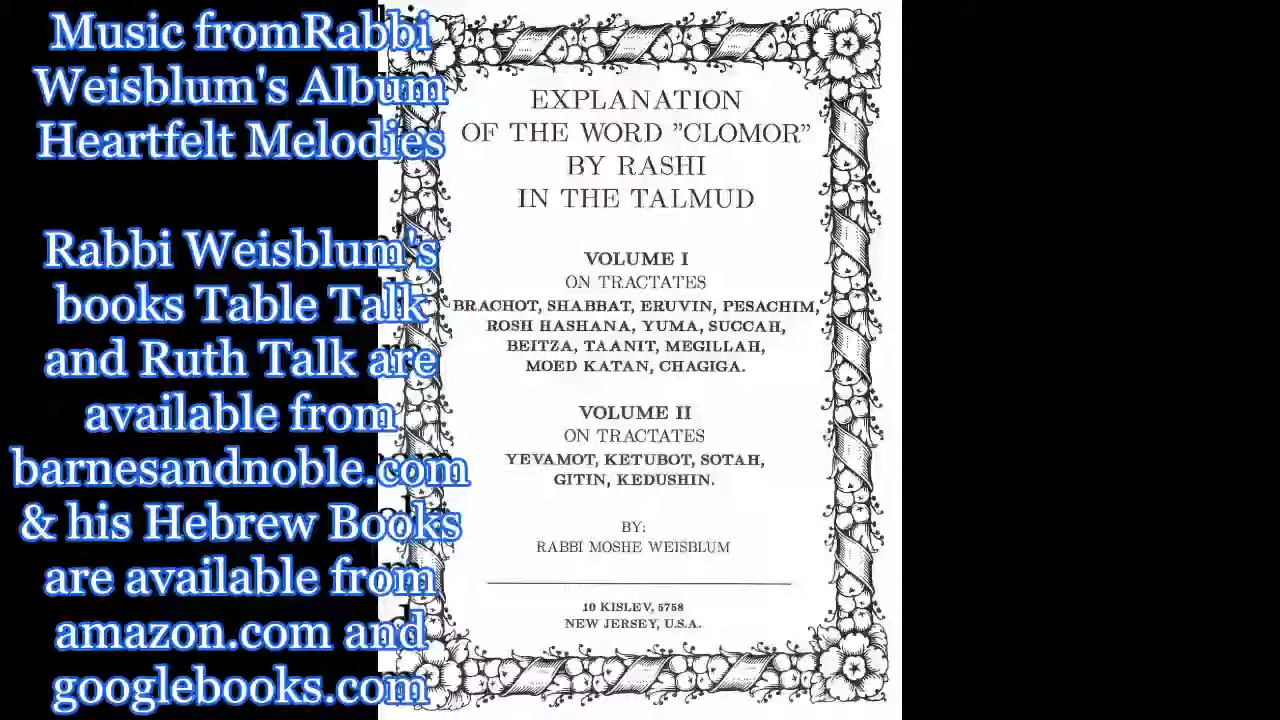 Music fromRabbi
Weisblum's Album
Heartfelt Melodies
Rabbi Weisblum's
books Table Talk
and Ruth Talk are
available from
barnesandnoble.com
& his Hebrew Books
are available from
amazon.com and
googlebooks.com
EXPLANATION
OF THE WORD "CLOMOR"
BY RASHI
IN THE TALMUD
VOLUME I
ON TRACTATES
BRACHOT, SHABBAT, ERUVIN, PESACHIM,
ROSH HASHANA, YUMA, SUCCAH,
BEITZA, TAANIT, MEGILLAH,
MOED KATAN, CHAGIGA.
VOLUME II
ON TRACTATES
YEVAMOT, KETUBOT, SOTAH,
GITIN, KEDUSHIN.
BY:
RABBI MOSHE WEISBLUM
10 KISLEV, 5758
NEW JERSEY, U.S.A.